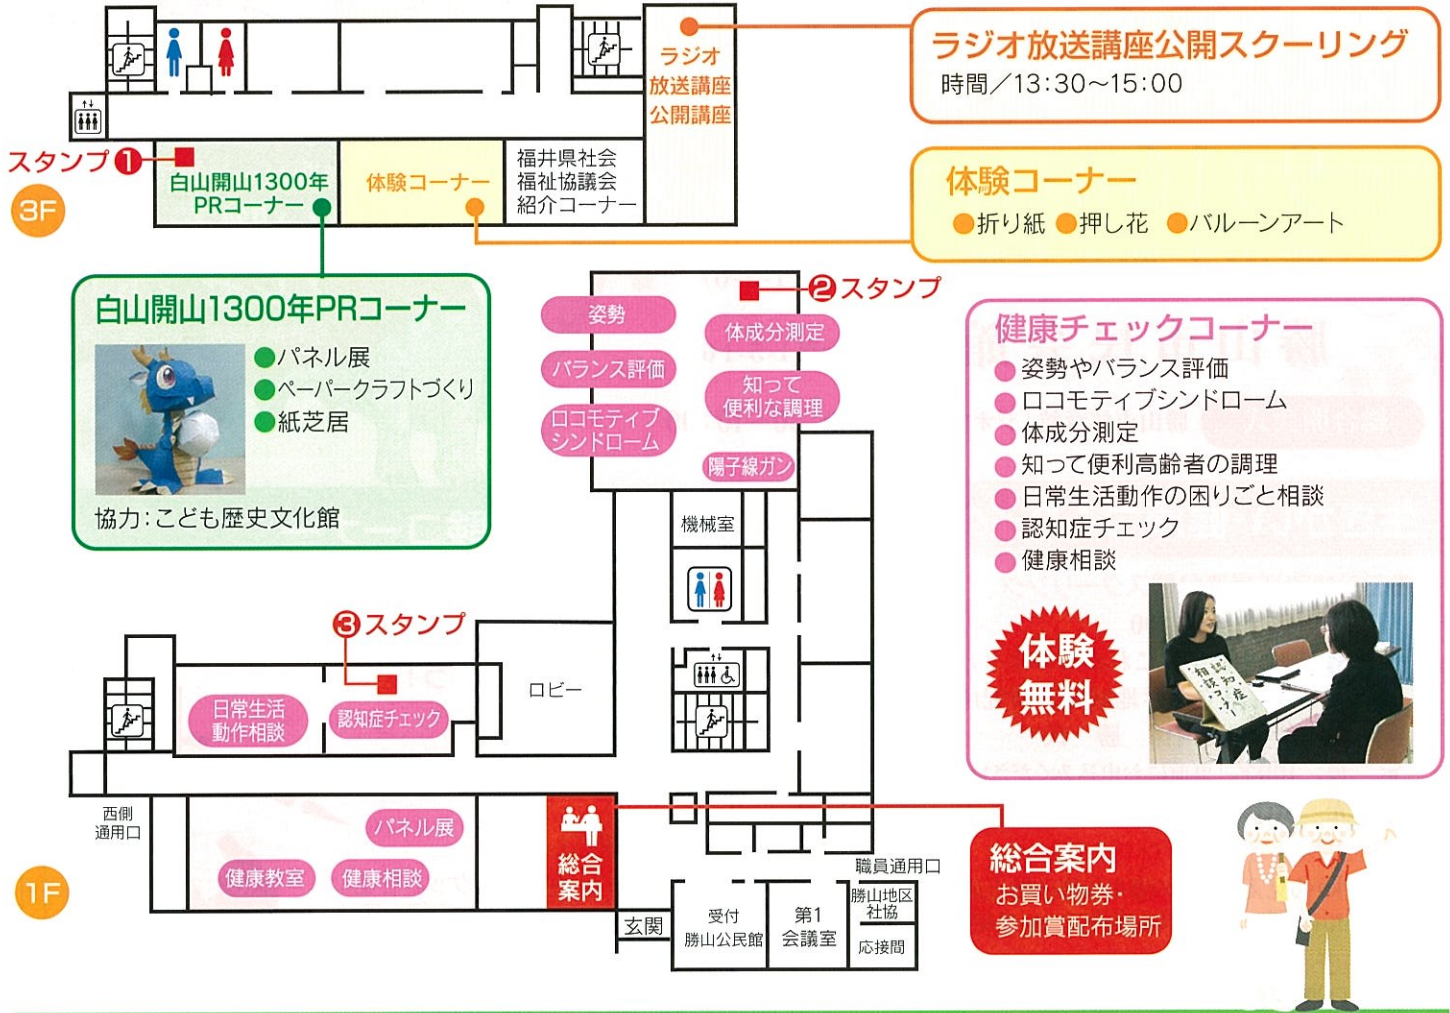 ラジオ
放送講座
公開講座
ラジオ放送講座公開スクーリング
時間／13：30〜15：00
スタンプ❶
白山開山1300年
PRコーナー
体験コーナー
福井県社会
福祉協議会
紹介コーナー
3F
体験コーナー
●折り紙 ●押し花 ●バルーンアート
白山開山1300年PRコーナー
●パネル展
●ペーパークラフトづくり
●紙芝居
協力：こども歴史文化館
❷スタンプ
姿勢
体成分測定
バランス評価
知って
便利な調理
ロコモティブ
シンドローム
陽子線ガン
機械室
健康チェックコーナー
●姿勢やバランス評価
●ロコモティブシンドローム
●体成分測定
●知って便利高齢者の調理
●日常生活動作の困りごと相談
●認知症チェック
●健康相談
体験
無料
認知症
相談コーナー
❸スタンプ
日常生活
動作相談
認知症チェック
ロビー
西側
通用口
パネル展
健康教室
健康相談
総合
案内
1F
玄関
受付
勝山公民館
第1
会議室
職員通用口
勝山地区
社協
応接間
総合案内
お買い物券・
参加賞配布場所